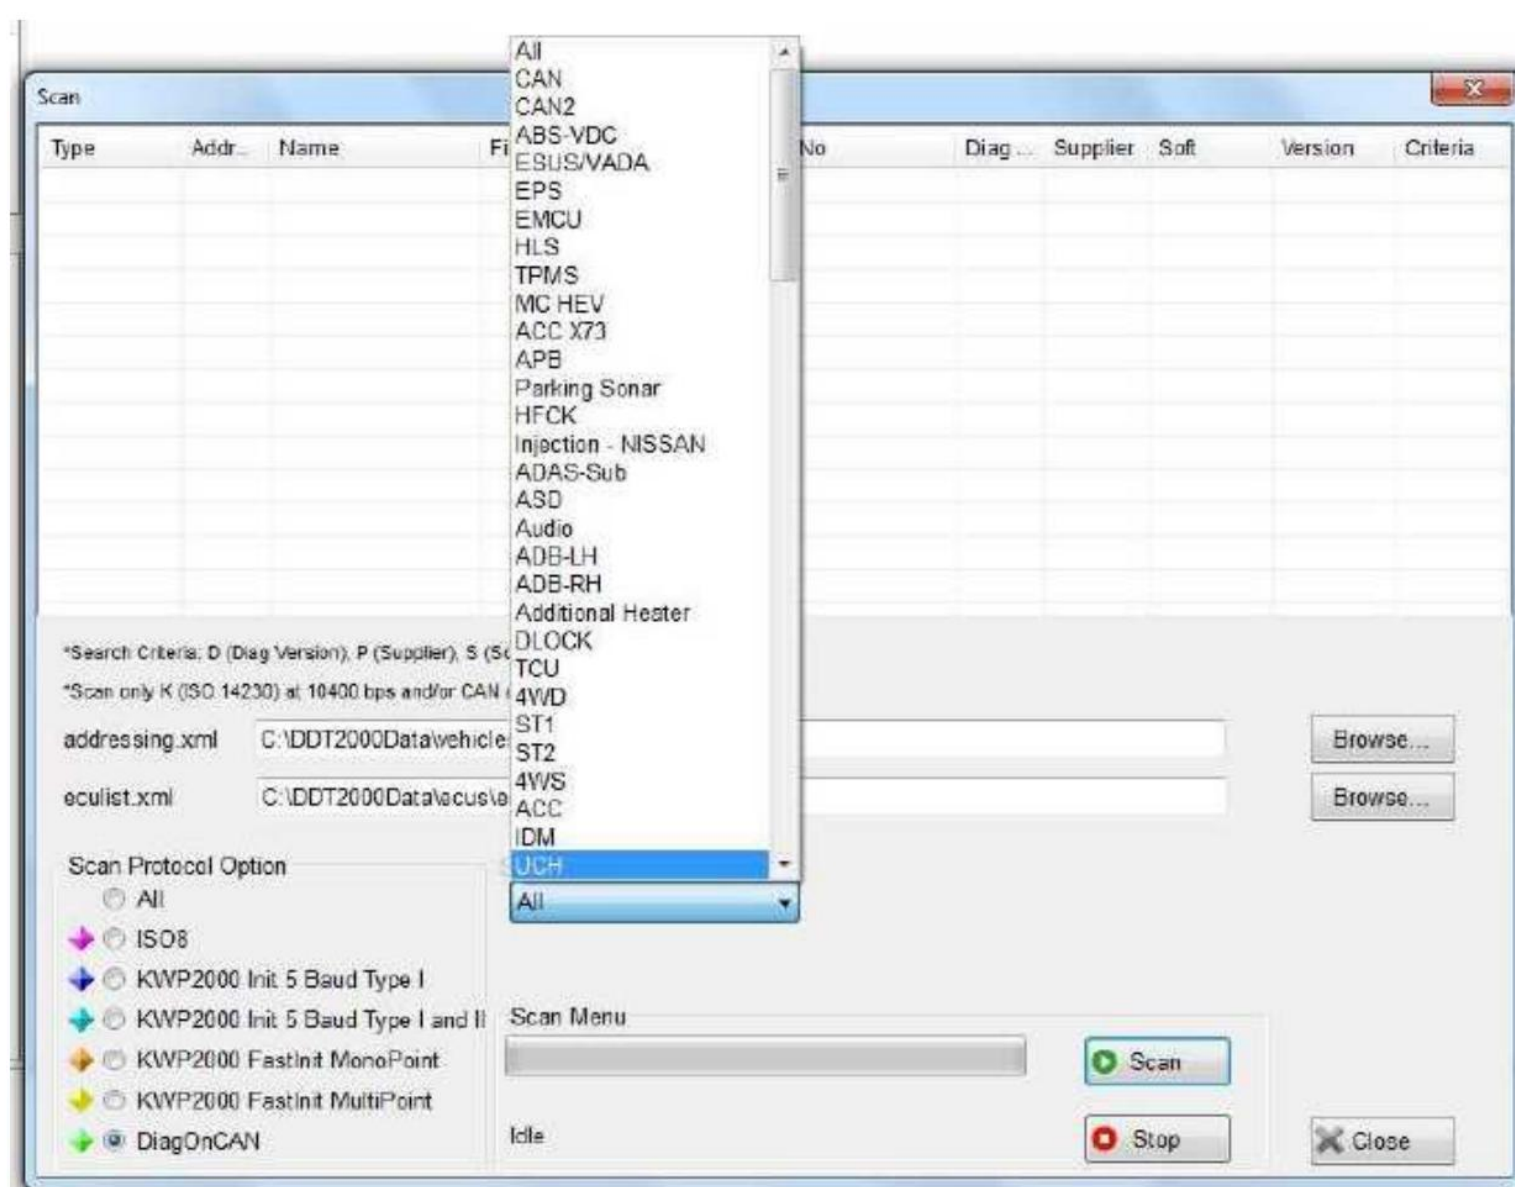 All
CAN
CAN2
ABS-VDC
ESUS/VADA
EPS
EMCU
HLS
TPMS
MC HEV
ACC X73
APB
Parking Sonar
HFCK
Injection - NISSAN
ADAS-Sub
ASD
Audio
ADB-LH
ADB-RH
Additional Heater
DLOCK
TCU
4WD
ST1
ST2
4WS
ACC
IDM
UCH
All
Scan
Type Addr... Name Fi No Diag ... Supplier Soft Version Criteria
*Search Criteria: D (Diag Version), P (Supplier), S (So
*Scan only K (ISO 14230) at 10400 bps and/or CAN
addressing.xml C:\DDT2000Data\vehicle Browse...
eculist.xml C:\DDT2000Data\ecus\e Browse...
Scan Protocol Option
All
ISO8
KWP2000 Init 5 Baud Type I
KWP2000 Init 5 Baud Type I and II
KWP2000 FastInit MonoPoint
KWP2000 FastInit MultiPoint
DiagOnCAN
Scan Menu
Scan
Idle
Stop
Close